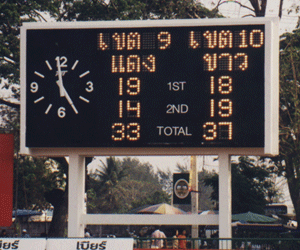 เขต 9 เขต 10
แดง ขาว
19 1ST 18
14 2ND 19
33 TOTAL 37
12
3
6
9
เบียร์ เบียร์